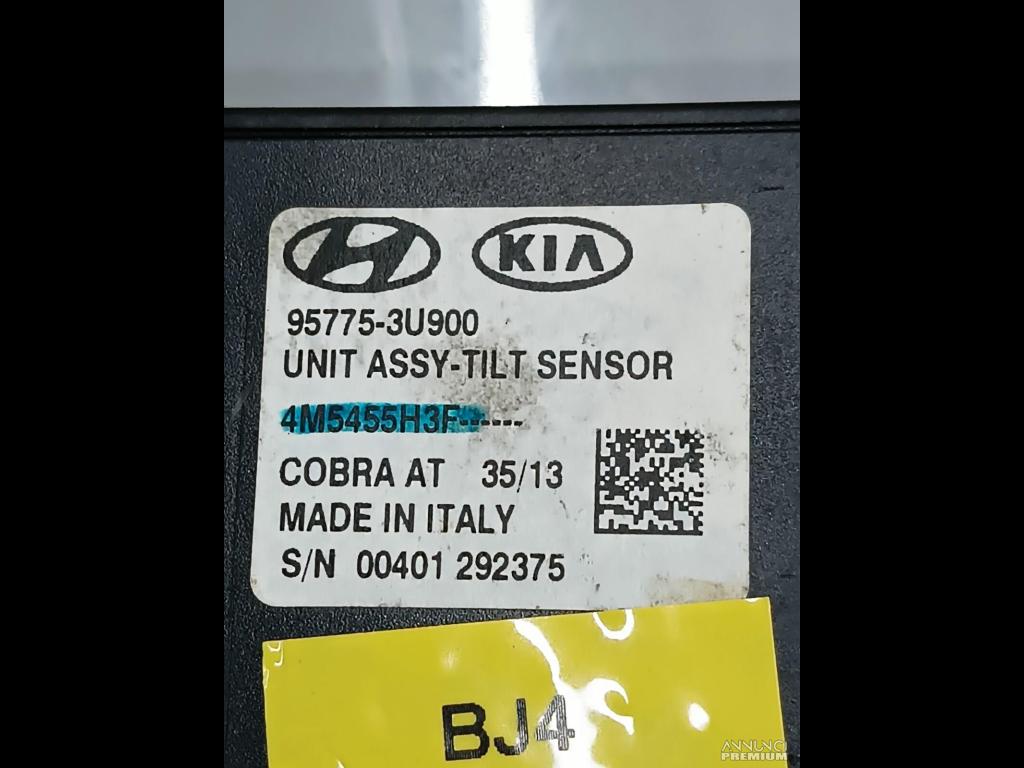 KIA
95775-3U900
UNIT ASSY-TILT SENSOR
4M5455H3F------
COBRA AT 35/13
MADE IN ITALY
S/N 00401 292375
BJ4
ANNUNCI
PREMIUM